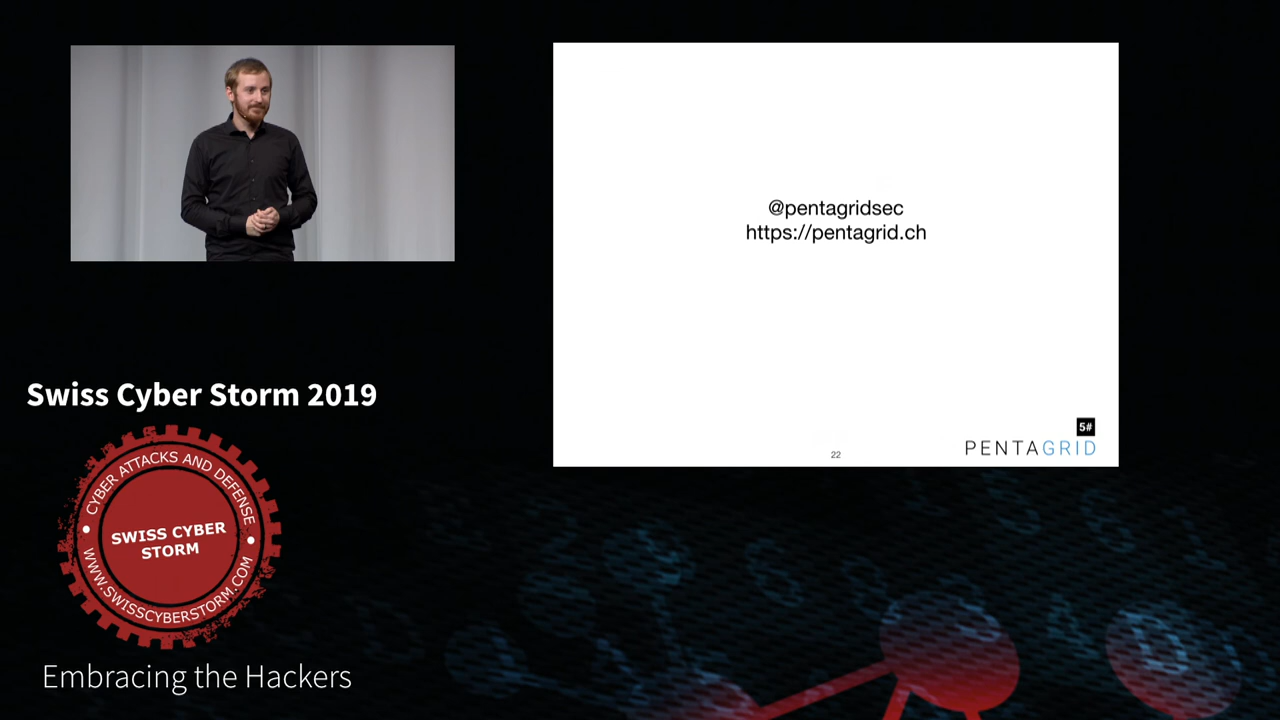 @pentagridsec
https://pentagrid.ch
5#
PENTAGRID
22
Swiss Cyber Storm 2019
CYBER ATTACKS AND DEFENSE
SWISS CYBER
STORM
WWW.SWISSCYBERSTORM.COM
Embracing the Hackers